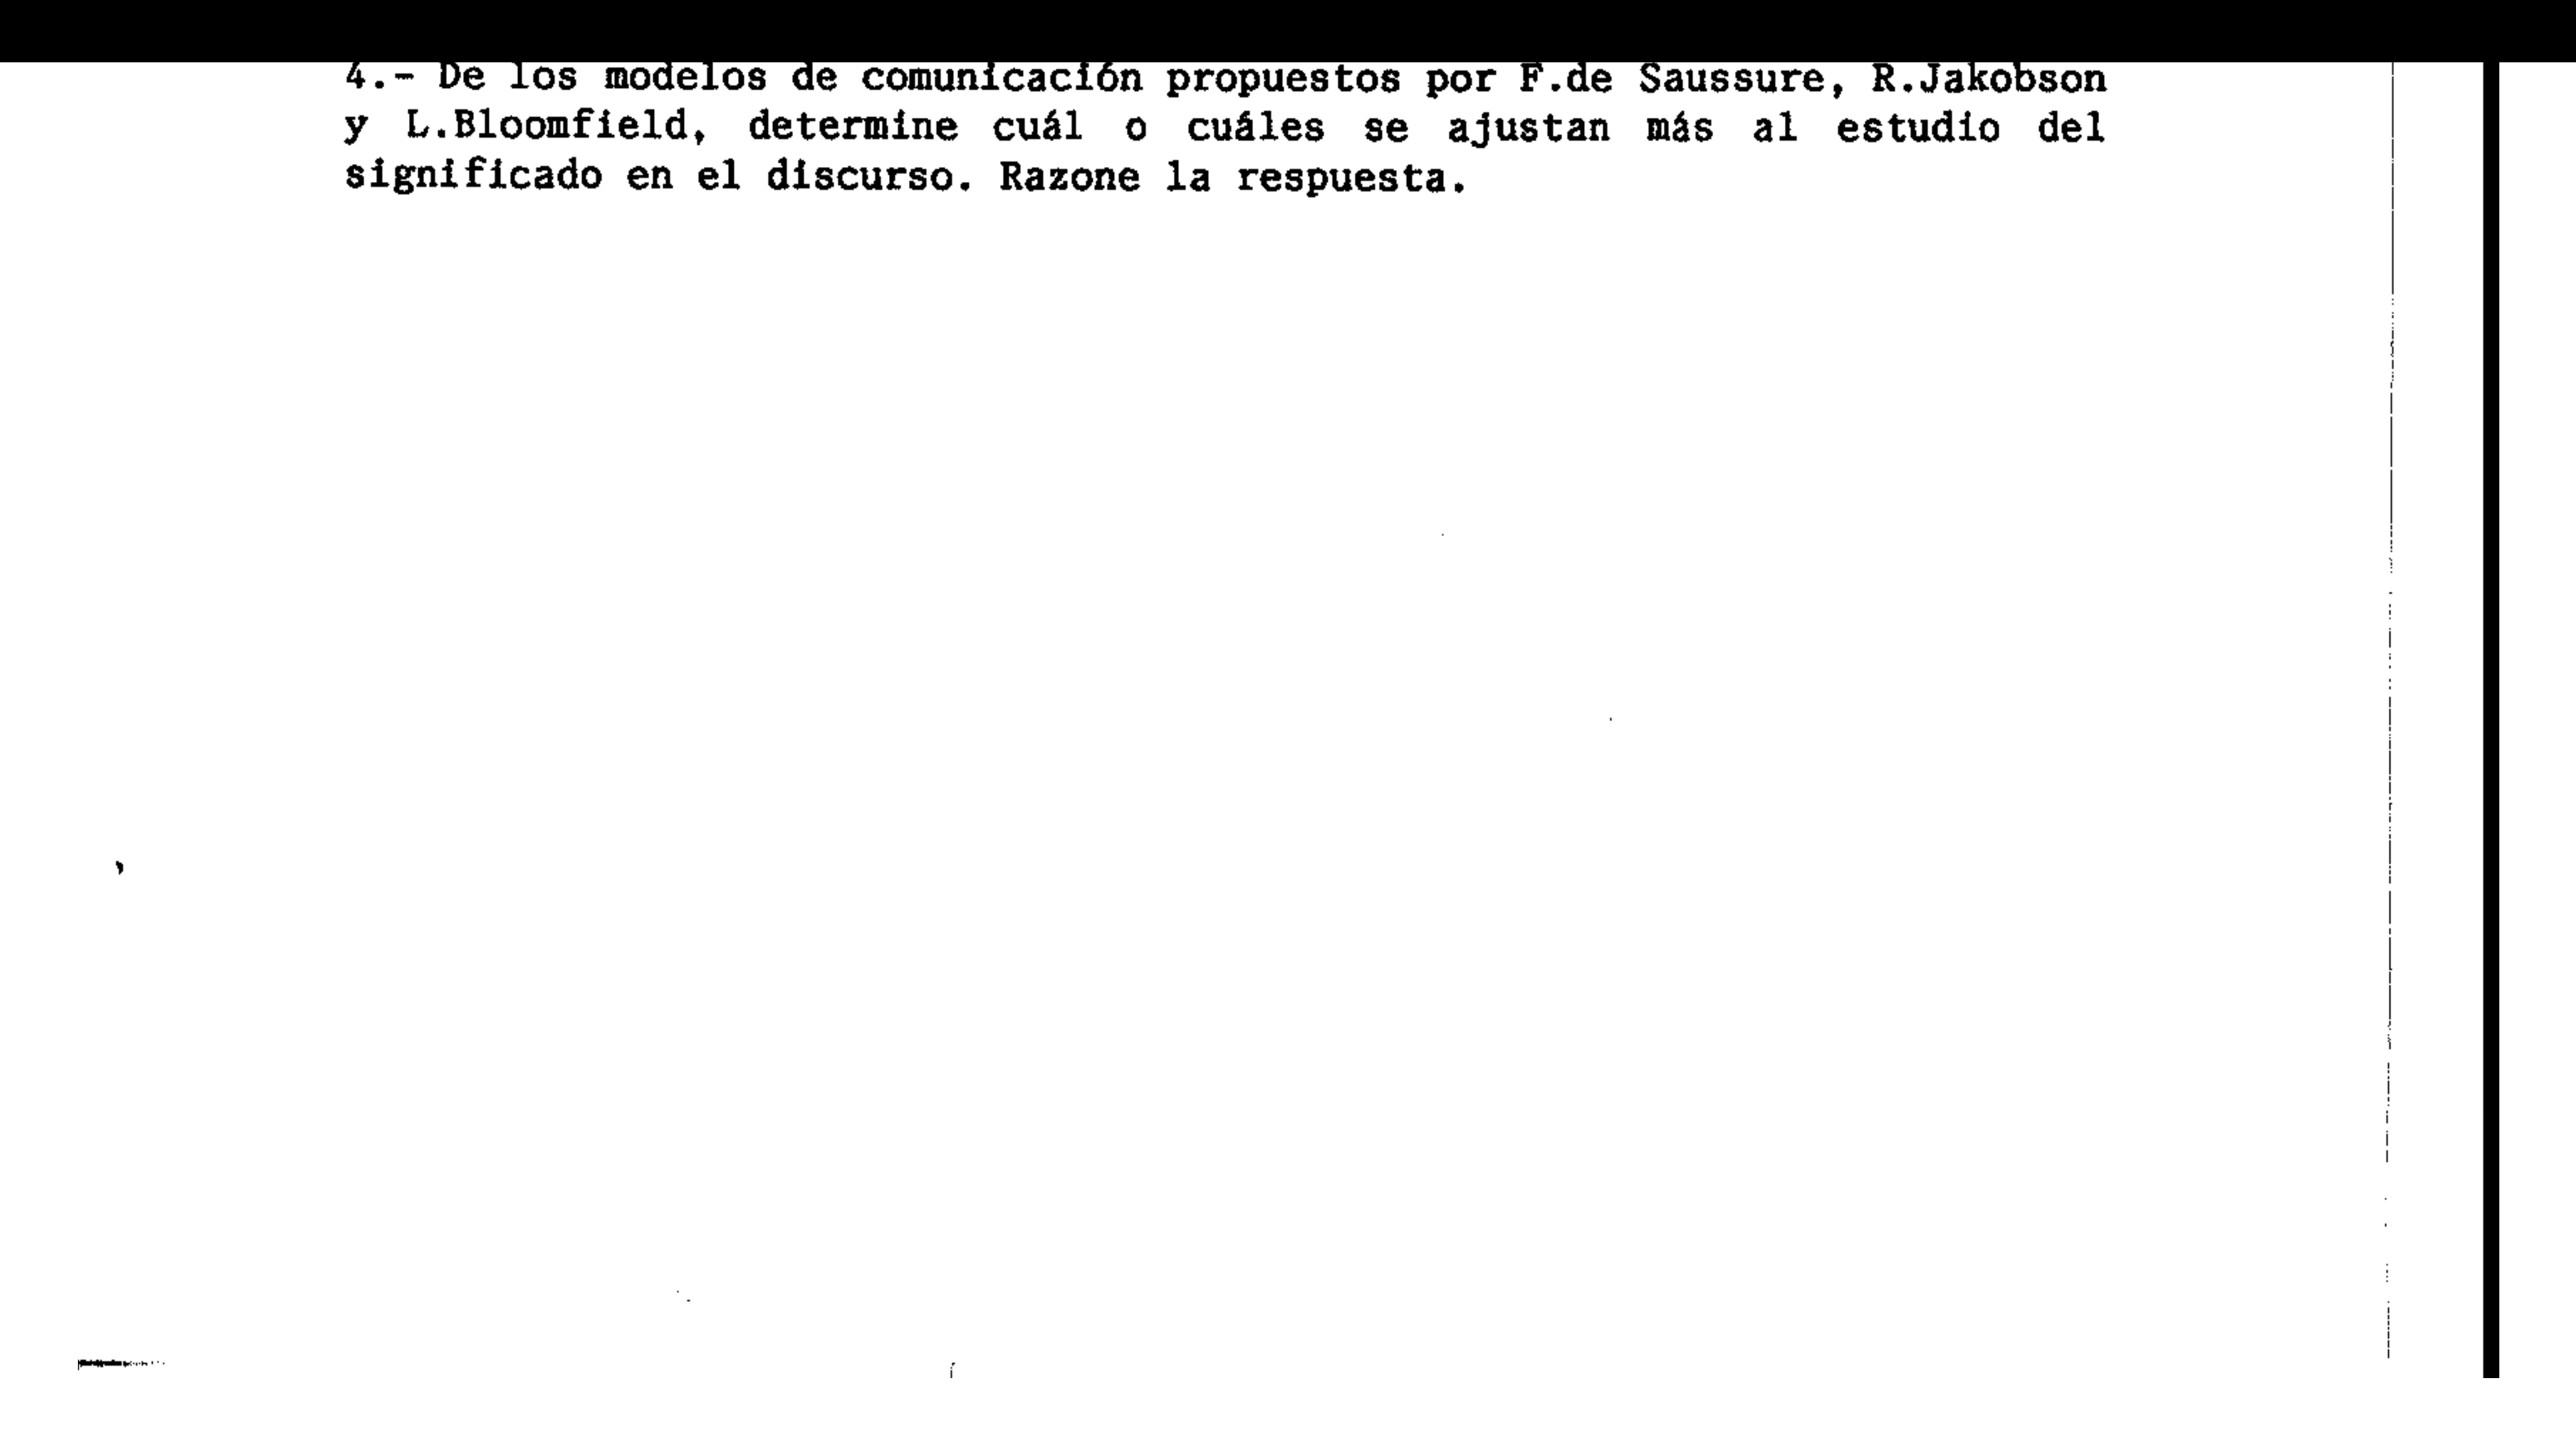 4.- De los modelos de comunicación propuestos por F.de Saussure, R.Jakobson
y L.Bloomfield, determine cuál o cuáles se ajustan más al estudio del
significado en el discurso. Razone la respuesta.